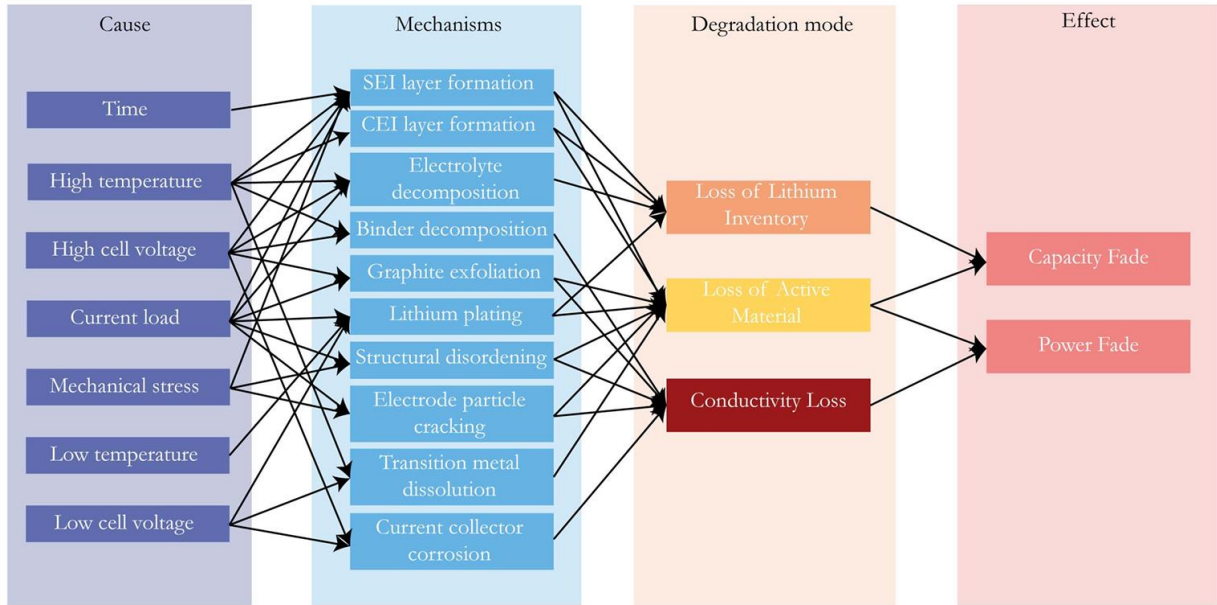 Cause
Mechanisms
Degradation mode
Effect
Time
High temperature
High cell voltage
Current load
Mechanical stress
Low temperature
Low cell voltage
SEI layer formation
CEI layer formation
Electrolyte
decomposition
Binder decomposition
Graphite exfoliation
Lithium plating
Structural disordening
Electrode particle
cracking
Transition metal
dissolution
Current collector
corrosion
Loss of Lithium
Inventory
Loss of Active
Material
Conductivity Loss
Capacity Fade
Power Fade